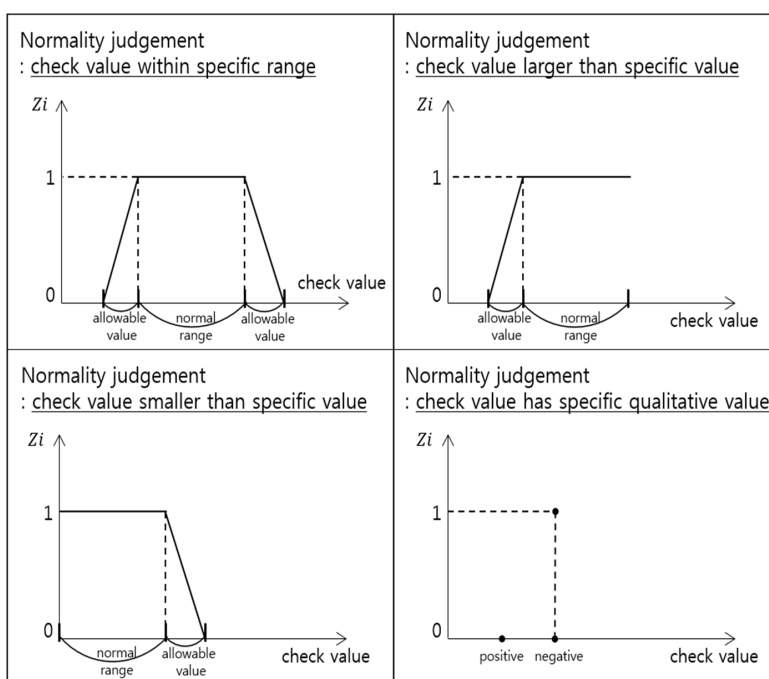 Normality judgement
: check value within specific range
Zi
1
0
check value
allowable
value
normal
range
allowable
value
Normality judgement
: check value larger than specific value
Zi
1
0
allowable
value
normal
range
check value
Normality judgement
: check value smaller than specific value
Zi
1
0
normal
range
allowable
value
check value
Normality judgement
: check value has specific qualitative value
Zi
1
0
positive negative
check value